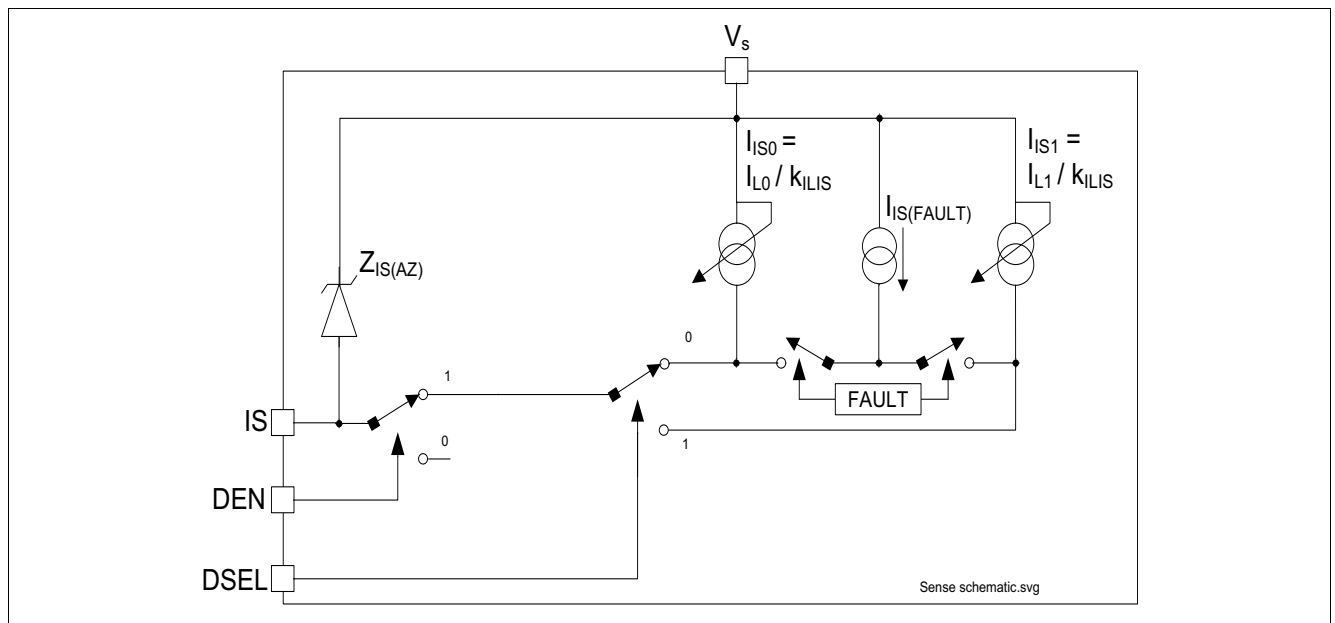 Vs
IIS0 =
IL0 / kILIS
IIS1 =
IL1 / kILIS
IIS(FAULT)
ZIS(AZ)
0
1
FAULT
IS
0
1
DEN
DSEL
Sense schematic.svg